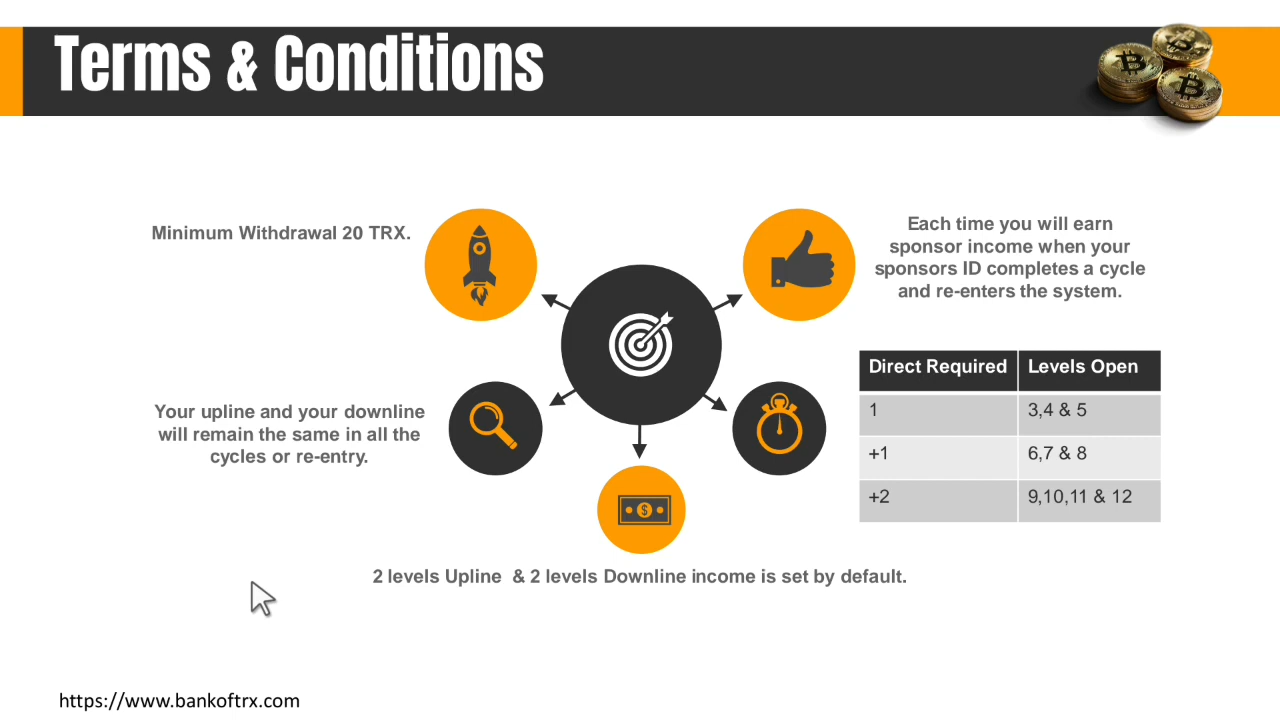 Terms & Conditions
Minimum Withdrawal 20 TRX.
Each time you will earn
sponsor income when your
sponsors ID completes a cycle
and re-enters the system.
Direct Required Levels Open
1 3,4 & 5
+1 6,7 & 8
+2 9,10,11 & 12
Your upline and your downline
will remain the same in all the
cycles or re-entry.
2 levels Upline & 2 levels Downline income is set by default.
https://www.bankoftrx.com